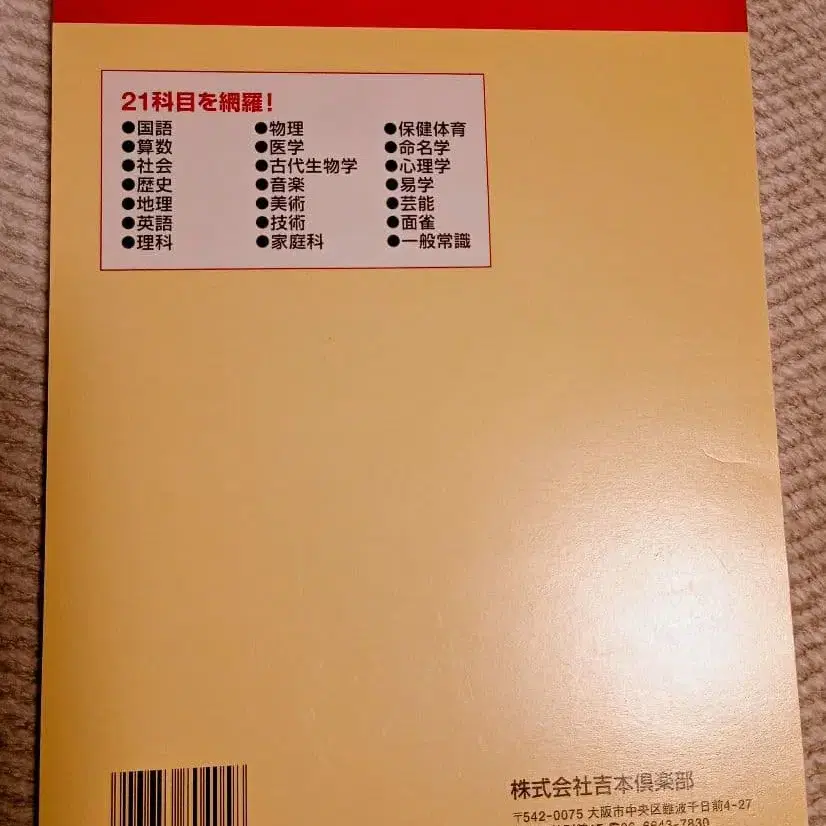 21科目を網羅!
●国語
●算数
●社会
●歴史
●地理
●英語
●理科
●物理
●医学
●古代生物学
●音楽
●美術
●技術
●家庭科
●保健体育
●命名学
●心理学
●易学
●芸能
●面雀
●一般常識
株式会社吉本倶楽部
〒542-0075 大阪市中央区難波千日前4-27
6643-7830